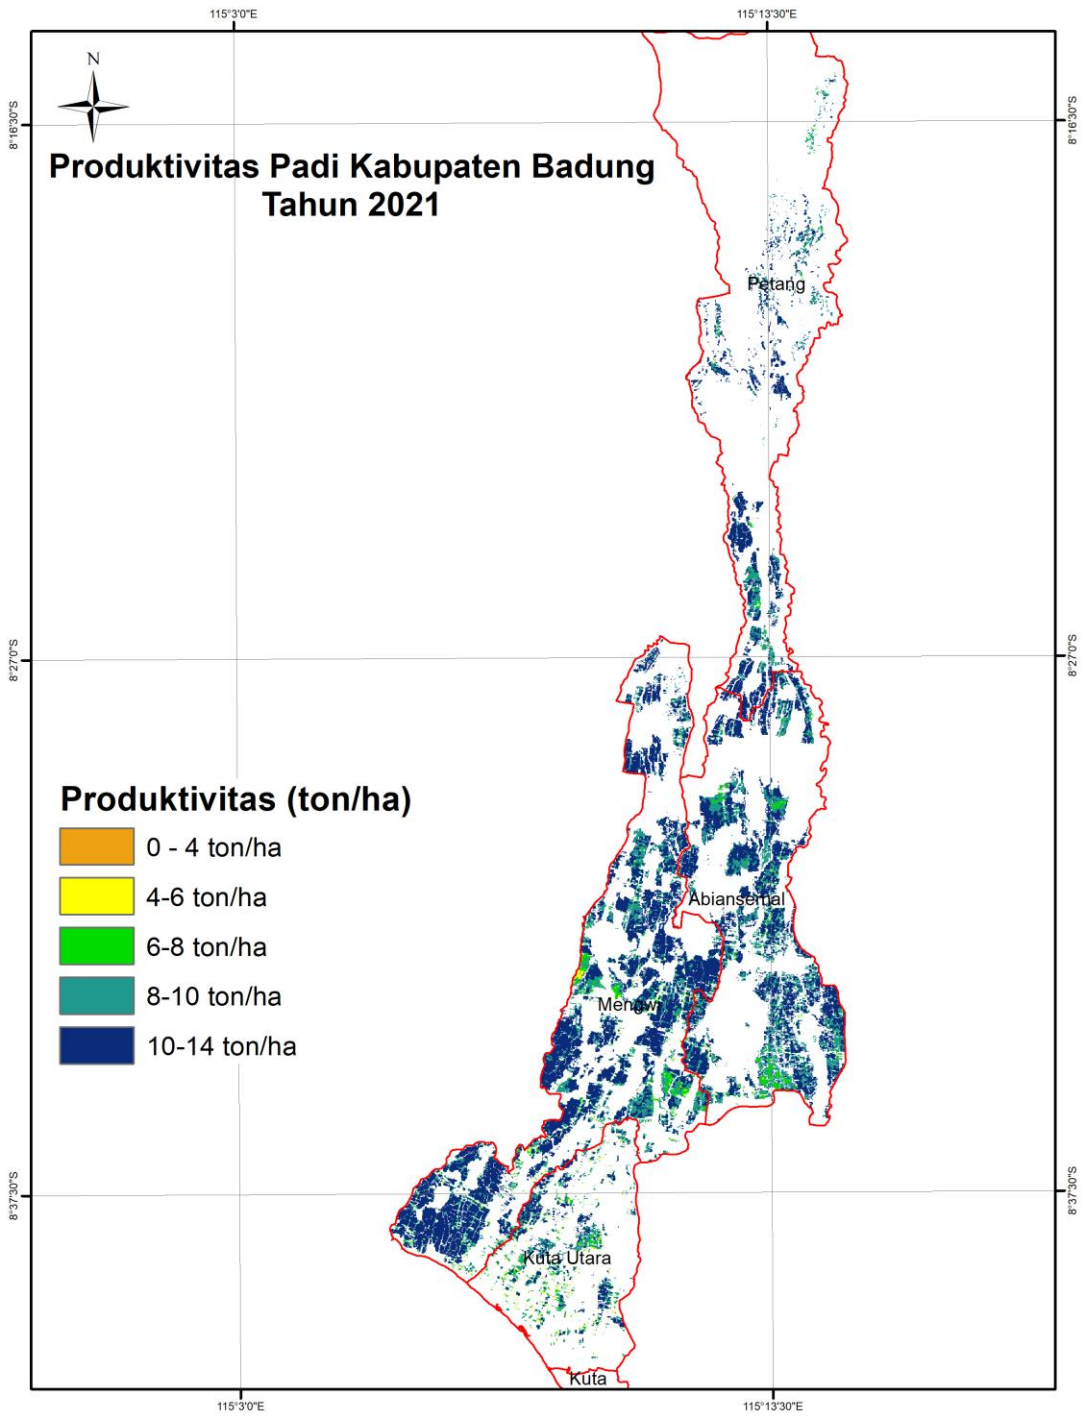 115°3'0"E
115°13'30"E
N
8°16'30"S
8°16'30"S
Produktivitas Padi Kabupaten Badung
Tahun 2021
Petang
8°27'0"S
8°27'0"S
Produktivitas (ton/ha)
0 - 4 ton/ha
4-6 ton/ha
6-8 ton/ha
8-10 ton/ha
10-14 ton/ha
Abiansemal
Mengwi
8°37'30"S
8°37'30"S
Kuta Utara
Kuta
115°3'0"E
115°13'30"E